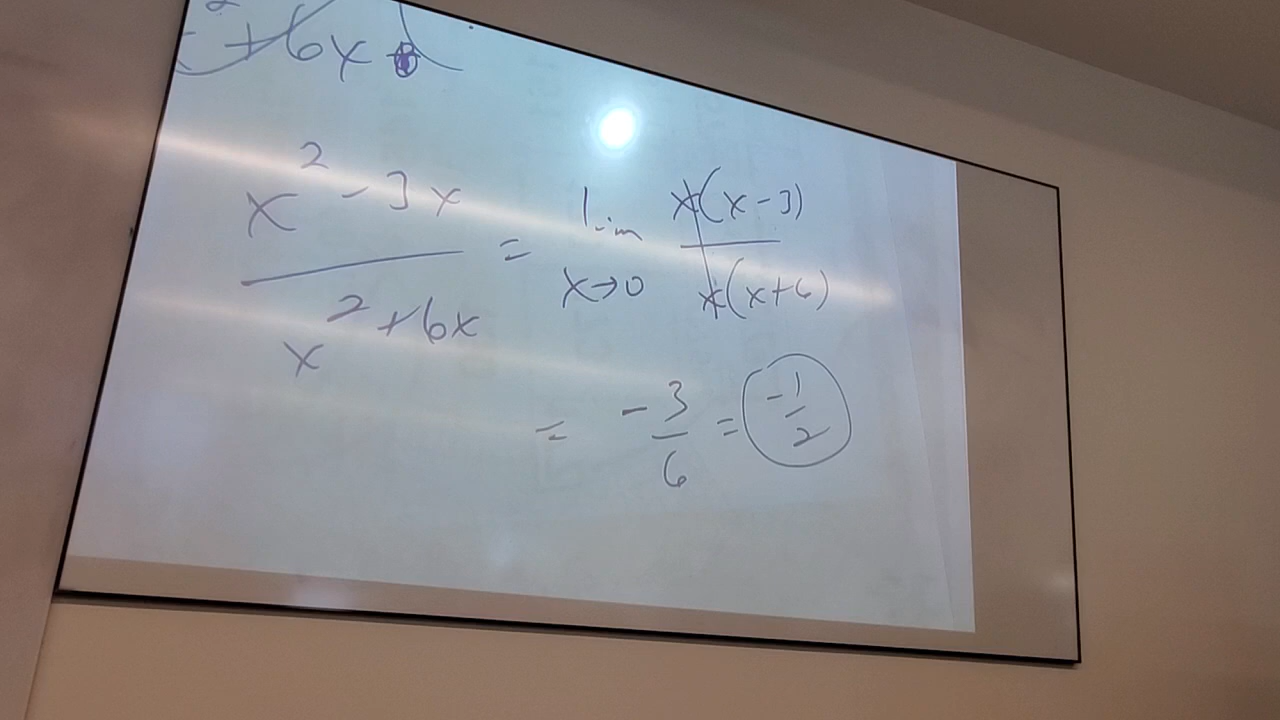 +6x
x² - 3x / x² + 6x = lim x→0 x(x-3) / x(x+6)
= -3/6 = -1/2